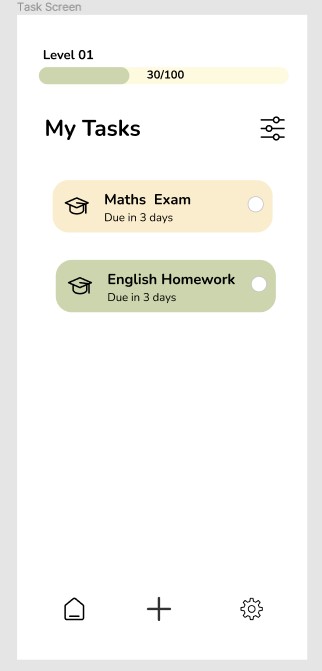 Task Screen
Level 01
30/100
My Tasks
Maths Exam
Due in 3 days
English Homework
Due in 3 days